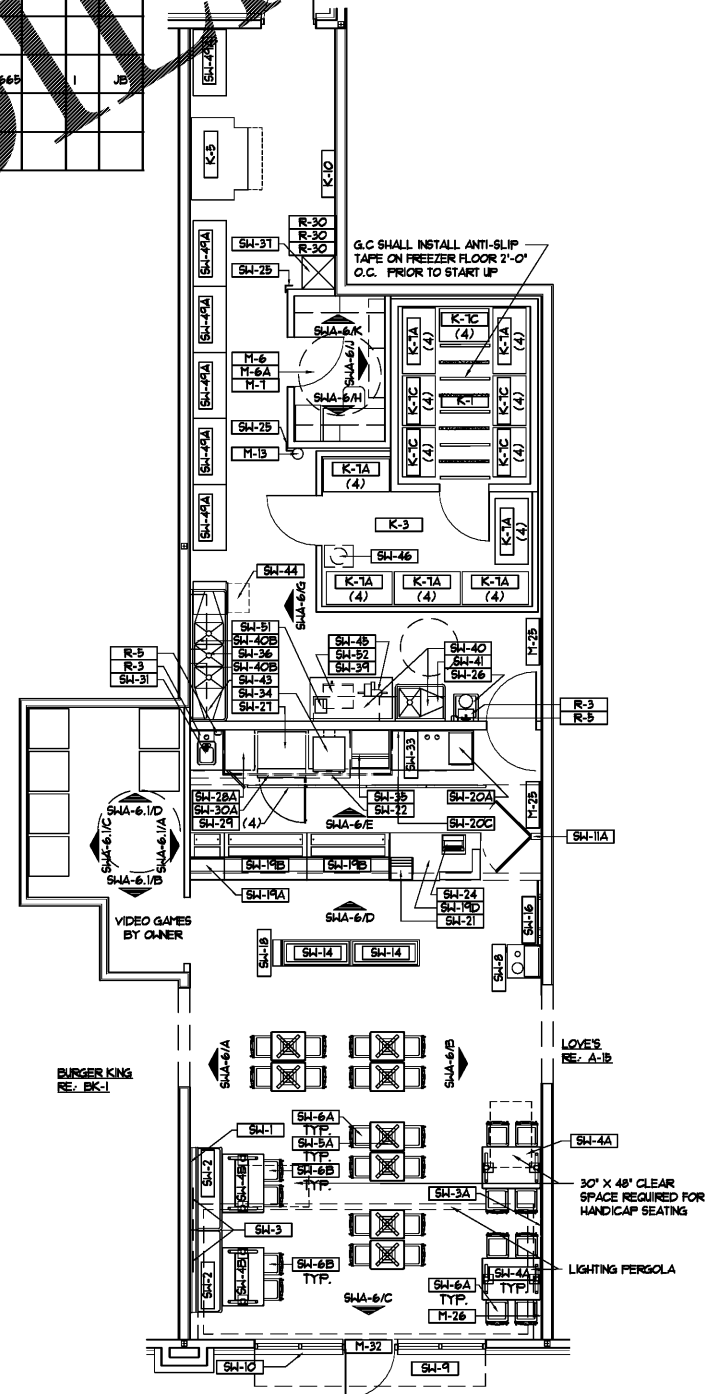 665 1 JB
SW-49A
K-5
K-10
R-30
R-30
R-30
SW-37
SW-25
G.C SHALL INSTALL ANTI-SLIP
TAPE ON FREEZER FLOOR 2'-0"
O.C. PRIOR TO START UP
SW-49A
SW-49A
SW-49A
SW-49A
SW-49A
SWA-6/K
SWA-6/J
SWA-6/H
M-6
M-6A
M-7
SW-25
M-13
K-7A
(4)
K-7C
(4)
K-7A
(4)
K-7C
(4)
K-1
K-7C
(4)
K-7C
(4)
K-7C
(4)
K-7A
(4)
K-3
K-7A
(4)
SW-46
K-7A
(4)
K-7A
(4)
K-7A
(4)
SW-44
SWA-6/G
SW-51
SW-40B
SW-36
SW-40B
SW-43
SW-34
SW-27
SW-45
SW-52
SW-39
SW-40
SW-41
SW-26
M-25
R-5
R-3
SW-31
R-3
R-5
SW-33
SW-28A
SW-30A
SW-29 (4)
SW-35
SW-22
SWA-6/E
SW-20A
SW-20C
M-25
SW-11A
SWA-6.1/D
SWA-6.1/C
SWA-6.1/A
SWA-6.1/B
VIDEO GAMES
BY OWNER
SW-19B
SW-19B
SW-19A
SW-24
SW-19D
SW-21
SWA-6/D
SW-16
SW-18
SW-14
SW-14
SW-8
BURGER KING
RE: BK-1
SWA-6/A
SWA-6/B
LOVE'S
RE: A-15
SW-1
SW-6A
TYP.
SW-5A
TYP.
SW-6B
TYP.
SW-2
SW-4B
SW-3
SW-3A
SW-4A
30" X 48" CLEAR
SPACE REQUIRED FOR
HANDICAP SEATING
SW-2
SW-4B
SW-6B
TYP.
SW-4A
TYP.
LIGHTING PERGOLA
SW-6A
TYP.
M-26
SWA-6/C
M-32
SW-10
SW-9